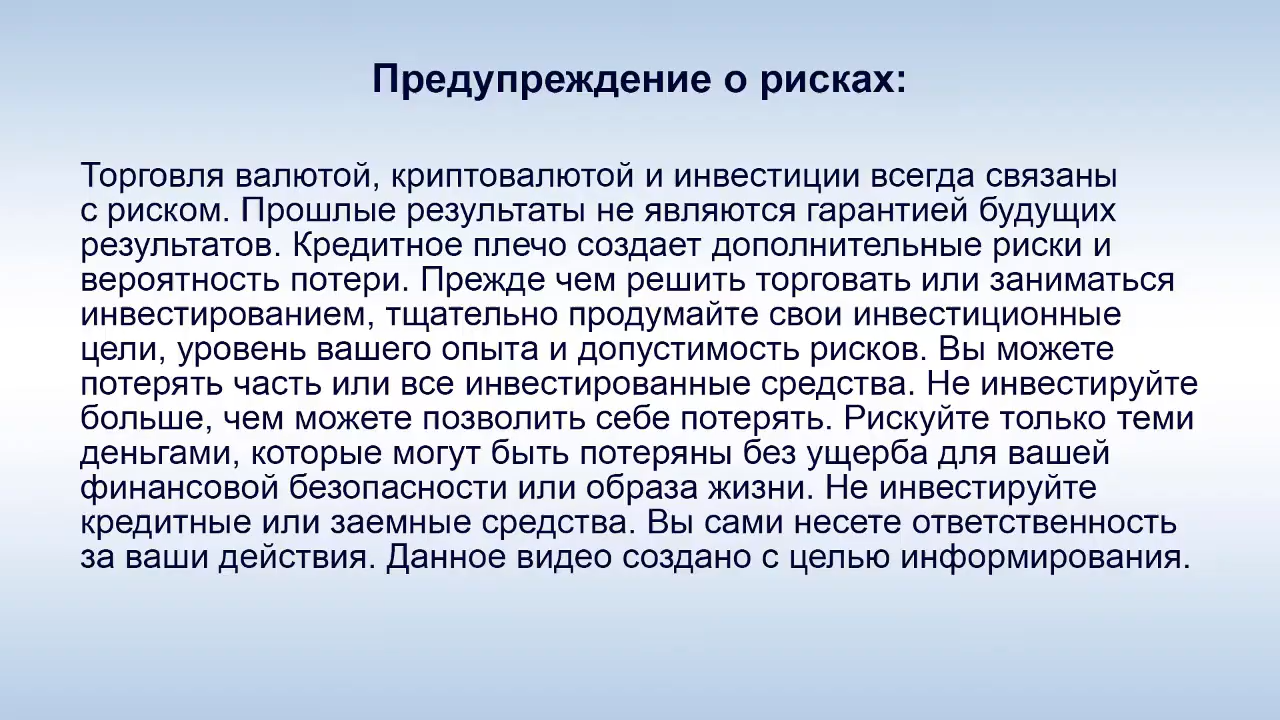 Предупреждение о рисках:
Торговля валютой, криптовалютой и инвестиции всегда связаны
с риском. Прошлые результаты не являются гарантией будущих
результатов. Кредитное плечо создает дополнительные риски и
вероятность потери. Прежде чем решить торговать или заниматься
инвестированием, тщательно продумайте свои инвестиционные
цели, уровень вашего опыта и допустимость рисков. Вы можете
потерять часть или все инвестированные средства. Не инвестируйте
больше, чем можете позволить себе потерять. Рискуйте только теми
деньгами, которые могут быть потеряны без ущерба для вашей
финансовой безопасности или образа жизни. Не инвестируйте
кредитные или заемные средства. Вы сами несете ответственность
за ваши действия. Данное видео создано с целью информирования.